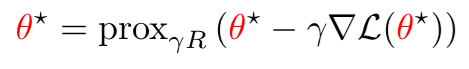 θ⋆ = prox_{γR} (θ⋆ − γ∇ℒ(θ⋆))